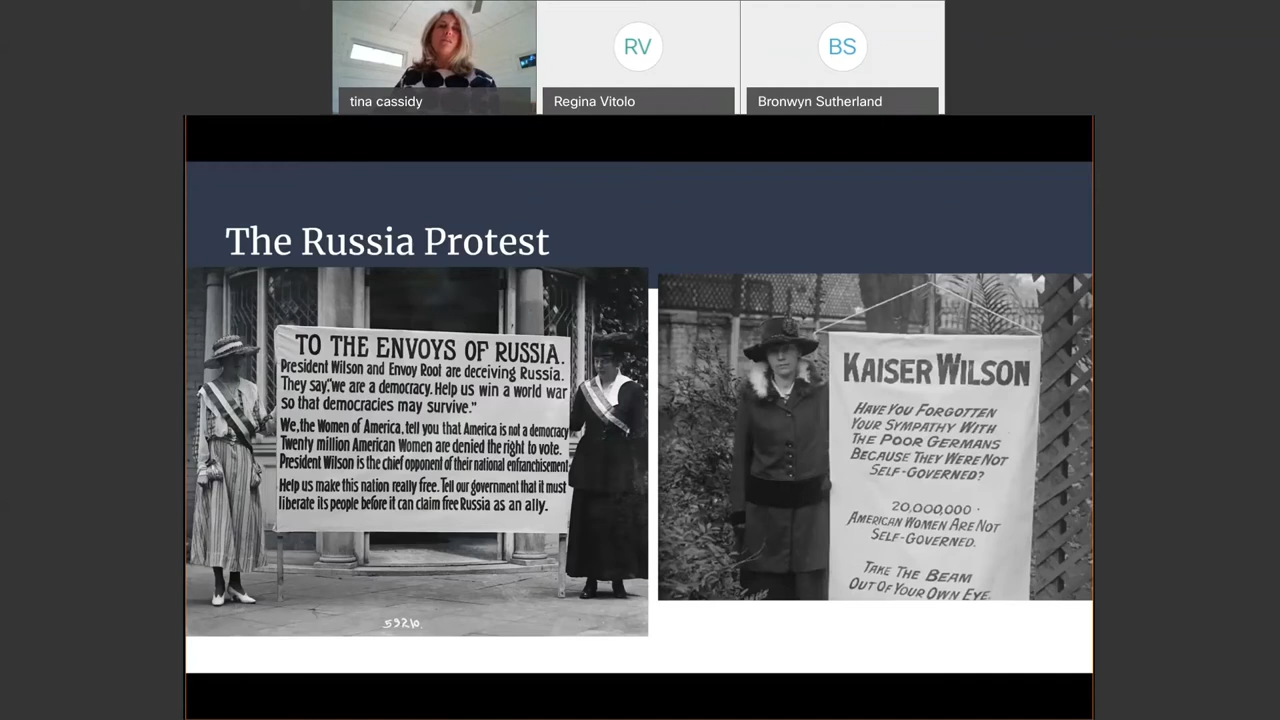 RV
BS
tina cassidy
Regina Vitolo
Bronwyn Sutherland
The Russia Protest
TO THE ENVOYS OF RUSSIA.
President Wilson and Envoy Root are deceiving Russia.
They say "we are a democracy. Help us win a world war
so that democracies may survive."
We, the Women of America, tell you that America is not a democracy
Twenty million American Women are denied the right to vote.
President Wilson is the chief opponent of their national enfranchisement
Help us make this nation really free. Tell our government that it must
liberate its people before it can claim free Russia as an ally.
59210.
KAISER WILSON
HAVE YOU FORGOTTEN
YOUR SYMPATHY WITH
THE POOR GERMANS
BECAUSE THEY WERE NOT
SELF-GOVERNED?
20,000,000
AMERICAN WOMEN ARE NOT
SELF-GOVERNED.
TAKE THE BEAM
OUT OF YOUR OWN EYE.